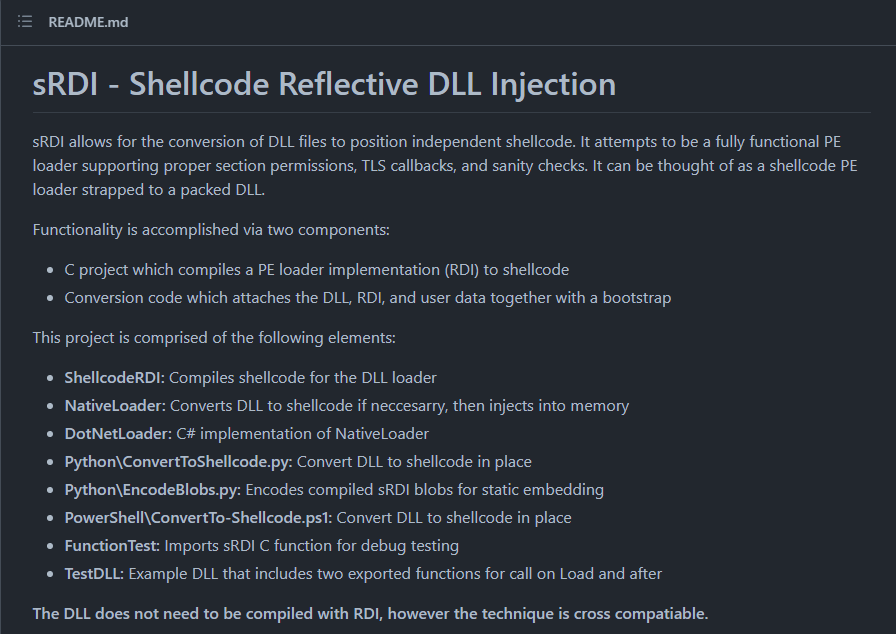 README.md
sRDI - Shellcode Reflective DLL Injection
sRDI allows for the conversion of DLL files to position independent shellcode. It attempts to be a fully functional PE
loader supporting proper section permissions, TLS callbacks, and sanity checks. It can be thought of as a shellcode PE
loader strapped to a packed DLL.
Functionality is accomplished via two components:
• C project which compiles a PE loader implementation (RDI) to shellcode
• Conversion code which attaches the DLL, RDI, and user data together with a bootstrap
This project is comprised of the following elements:
• ShellcodeRDI: Compiles shellcode for the DLL loader
• NativeLoader: Converts DLL to shellcode if neccesarry, then injects into memory
• DotNetLoader: C# implementation of NativeLoader
• Python\ConvertToShellcode.py: Convert DLL to shellcode in place
• Python\EncodeBlobs.py: Encodes compiled sRDI blobs for static embedding
• PowerShell\ConvertTo-Shellcode.ps1: Convert DLL to shellcode in place
• FunctionTest: Imports sRDI C function for debug testing
• TestDLL: Example DLL that includes two exported functions for call on Load and after
The DLL does not need to be compiled with RDI, however the technique is cross compatiable.